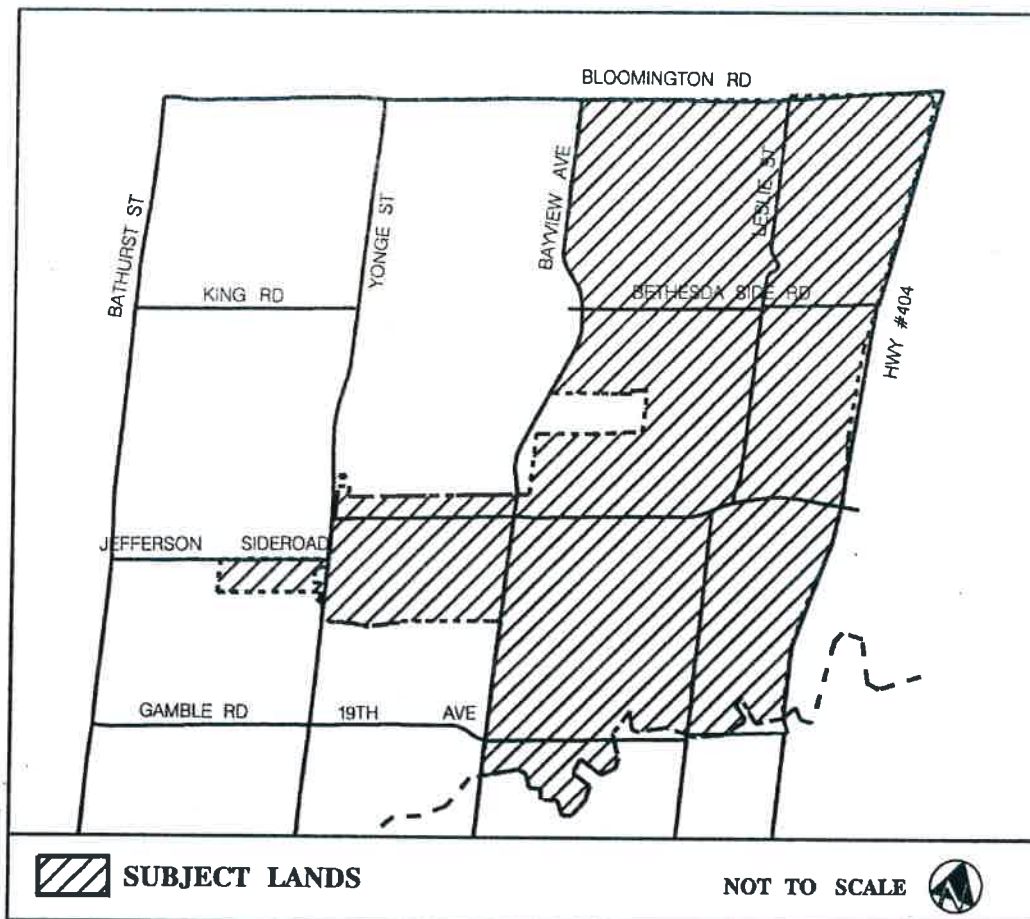 BLOOMINGTON RD
BATHURST ST
YONGE ST
BAYVIEW AVE
LESLIE ST
KING RD
BETHESDA SIDE RD
HWY #404
JEFFERSON SIDEROAD
GAMBLE RD
19TH AVE
SUBJECT LANDS
NOT TO SCALE